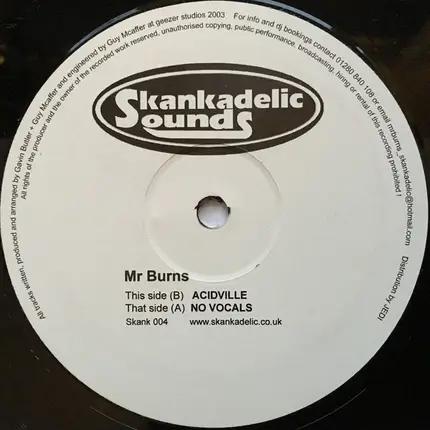 All tracks written, produced and arranged by Gavin Butler + Guy Mcaffer and engineered by Guy Mcaffer at geezer studios 2003   For info and dj bookings contact 01280 840 108 or email mrburns_skankadelic@hotmail.com   Distribution by JEDI
All rights of the producer and the owner of the recorded work reserved, unauthorised copying, public performance, broadcasting, hiring or rental of this recording prohibited !
Skankadelic
Sounds
Mr Burns
This side (B) ACIDVILLE
That side (A) NO VOCALS
Skank 004 www.skankadelic.co.uk